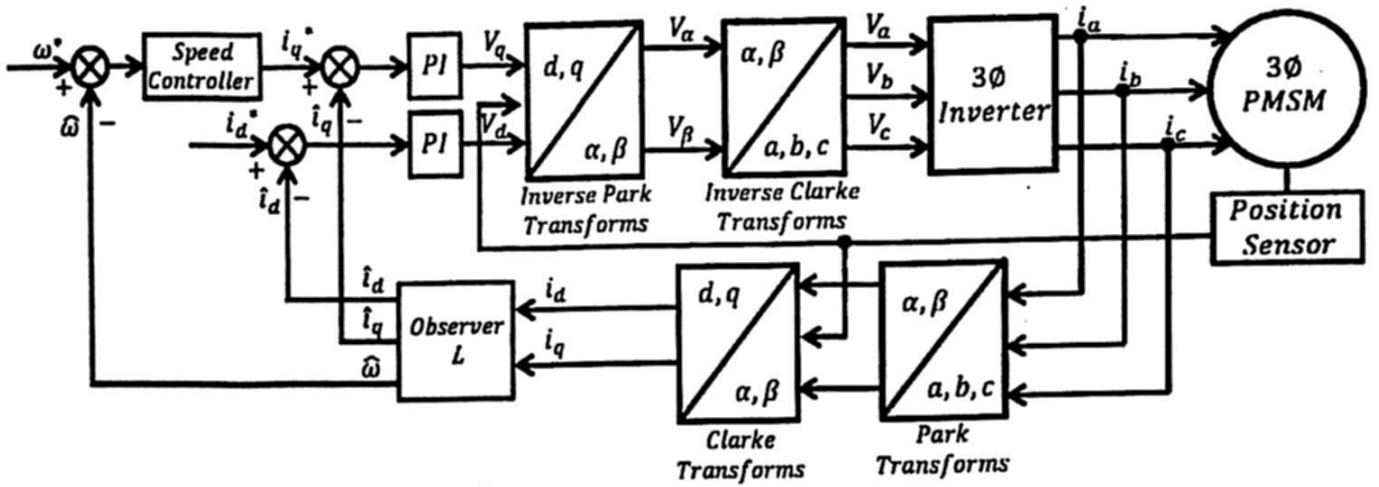 ω*
+
ω̂
−
Speed
Controller
i_q*
+
î_q
−
i_d*
+
î_d
−
PI
PI
V_q
V_d
d, q
α, β
Inverse Park
Transforms
V_α
V_β
α, β
a, b, c
Inverse Clarke
Transforms
V_a
V_b
V_c
3Ø
Inverter
i_a
i_b
i_c
3Ø
PMSM
Position
Sensor
î_d
î_q
ω̂
Observer
L
i_d
i_q
d, q
α, β
Clarke
Transforms
α, β
a, b, c
Park
Transforms